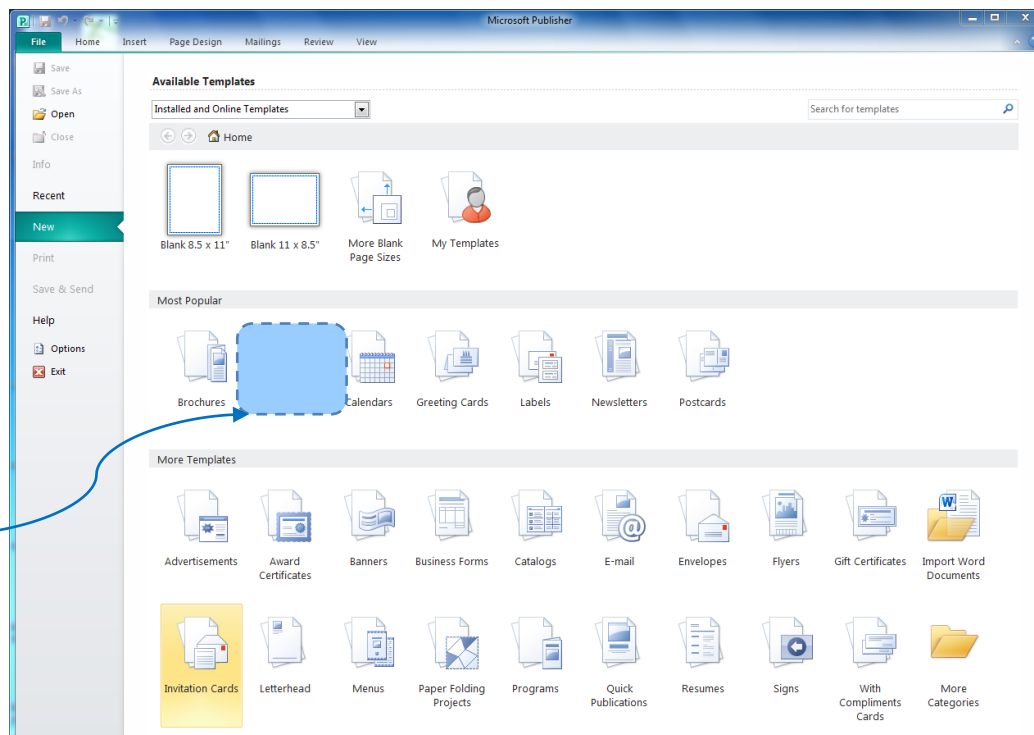 Microsoft Publisher
File Home Insert Page Design Mailings Review View
Save
Save As
Open
Close
Info
Recent
New
Print
Save & Send
Help
Options
Exit
Available Templates
Installed and Online Templates
Search for templates
Home
Blank 8.5 x 11"
Blank 11 x 8.5"
More Blank
Page Sizes
My Templates
Most Popular
Brochures
Calendars
Greeting Cards
Labels
Newsletters
Postcards
More Templates
Advertisements
Award
Certificates
Banners
Business Forms
Catalogs
E-mail
Envelopes
Flyers
Gift Certificates
Import Word
Documents
Invitation Cards
Letterhead
Menus
Paper Folding
Projects
Programs
Quick
Publications
Resumes
Signs
With
Compliments
Cards
More
Categories